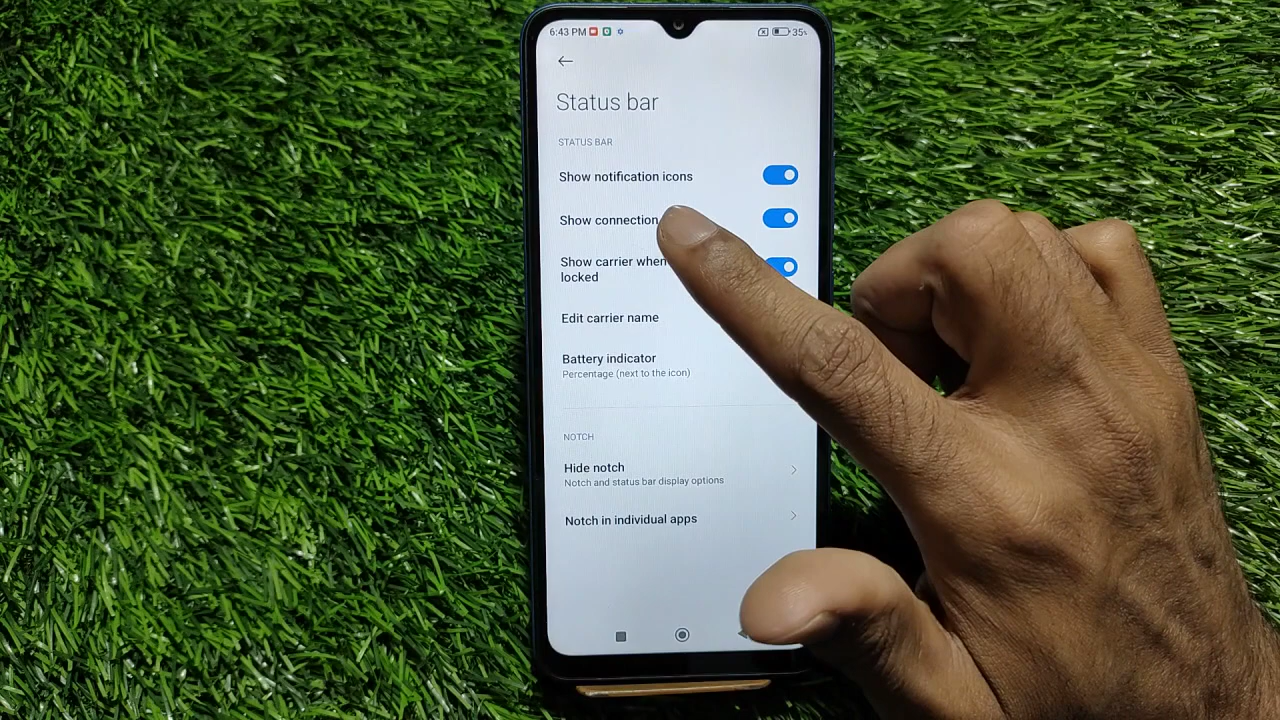 6:43 PM 35%
Status bar
STATUS BAR
Show notification icons
Show connection
Show carrier when
locked
Edit carrier name
Battery indicator
Percentage (next to the icon)
NOTCH
Hide notch
Notch and status bar display options
Notch in individual apps